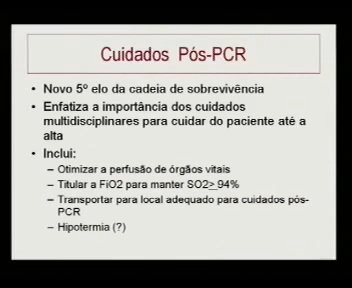 Cuidados Pós-PCR
• Novo 5º elo da cadeia de sobrevivência
• Enfatiza a importância dos cuidados
multidisciplinares para cuidar do paciente até a
alta
• Inclui:
– Otimizar a perfusão de órgãos vitais
– Titular a FiO2 para manter SO2≥ 94%
– Transportar para local adequado para cuidados pós-
PCR
– Hipotermia (?)